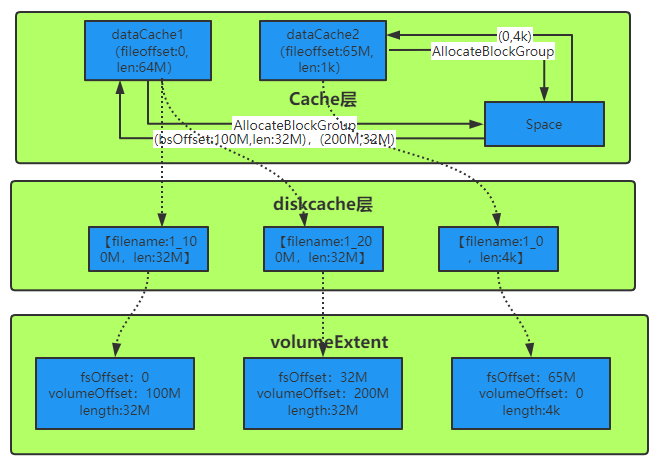 dataCache1
（fileoffset:0,
len:64M）
dataCache2
（fileoffset:65M,
len:1k）
(0,4k)
AllocateBlockGroup
Cache层
AllocateBlockGroup
(bsOffset:100M,len:32M)，(200M,32M)
Space
diskcache层
【filename:1_10
0M，len:32M】
【filename:1_20
0M，len:32M】
【filename:1_0
，len:4k】
volumeExtent
fsOffset：0
volumeOffset：100M
length:32M
fsOffset：32M
volumeOffset：200M
length:32M
fsOffset：65M
volumeOffset：0
length:4k